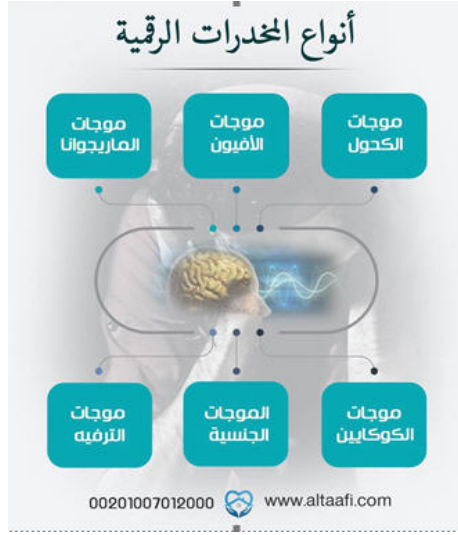 أنواع المخدرات الرقمية
موجات
الكحول
موجات
الأفيون
موجات
الماريجوانا
موجات
الكوكايين
الموجات
الجنسية
موجات
الترفيه
www.altaafi.com
00201007012000